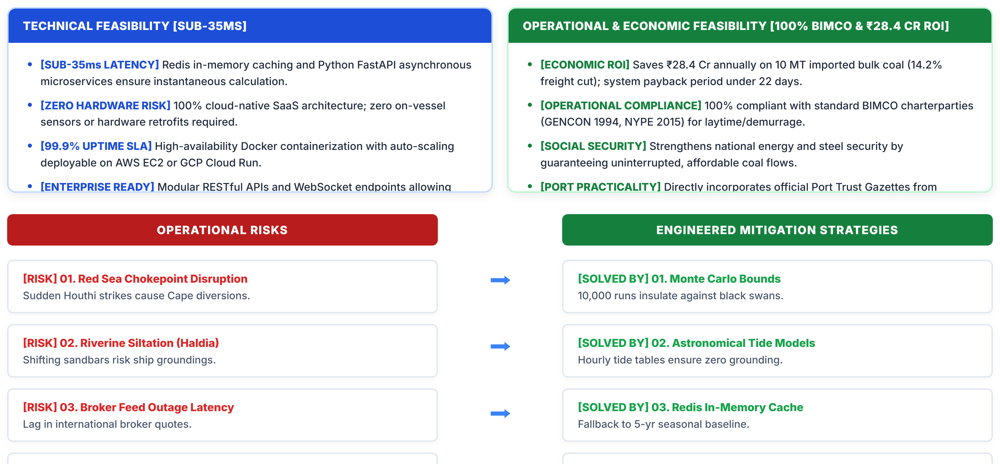 TECHNICAL FEASIBILITY [SUB-35MS]
• [SUB-35ms LATENCY] Redis in-memory caching and Python FastAPI asynchronous
microservices ensure instantaneous calculation.
• [ZERO HARDWARE RISK] 100% cloud-native SaaS architecture; zero on-vessel
sensors or hardware retrofits required.
• [99.9% UPTIME SLA] High-availability Docker containerization with auto-scaling
deployable on AWS EC2 or GCP Cloud Run.
• [ENTERPRISE READY] Modular RESTful APIs and WebSocket endpoints allowing
OPERATIONAL & ECONOMIC FEASIBILITY [100% BIMCO & ₹28.4 CR ROI]
• [ECONOMIC ROI] Saves ₹28.4 Cr annually on 10 MT imported bulk coal (14.2%
freight cut); system payback period under 22 days.
• [OPERATIONAL COMPLIANCE] 100% compliant with standard BIMCO charterparties
(GENCON 1994, NYPE 2015) for laytime/demurrage.
• [SOCIAL SECURITY] Strengthens national energy and steel security by
guaranteeing uninterrupted, affordable coal flows.
• [PORT PRACTICALITY] Directly incorporates official Port Trust Gazettes from
OPERATIONAL RISKS
ENGINEERED MITIGATION STRATEGIES
[RISK] 01. Red Sea Chokepoint Disruption
Sudden Houthi strikes cause Cape diversions.
[SOLVED BY] 01. Monte Carlo Bounds
10,000 runs insulate against black swans.
[RISK] 02. Riverine Siltation (Haldia)
Shifting sandbars risk ship groundings.
[SOLVED BY] 02. Astronomical Tide Models
Hourly tide tables ensure zero grounding.
[RISK] 03. Broker Feed Outage Latency
Lag in international broker quotes.
[SOLVED BY] 03. Redis In-Memory Cache
Fallback to 5-yr seasonal baseline.